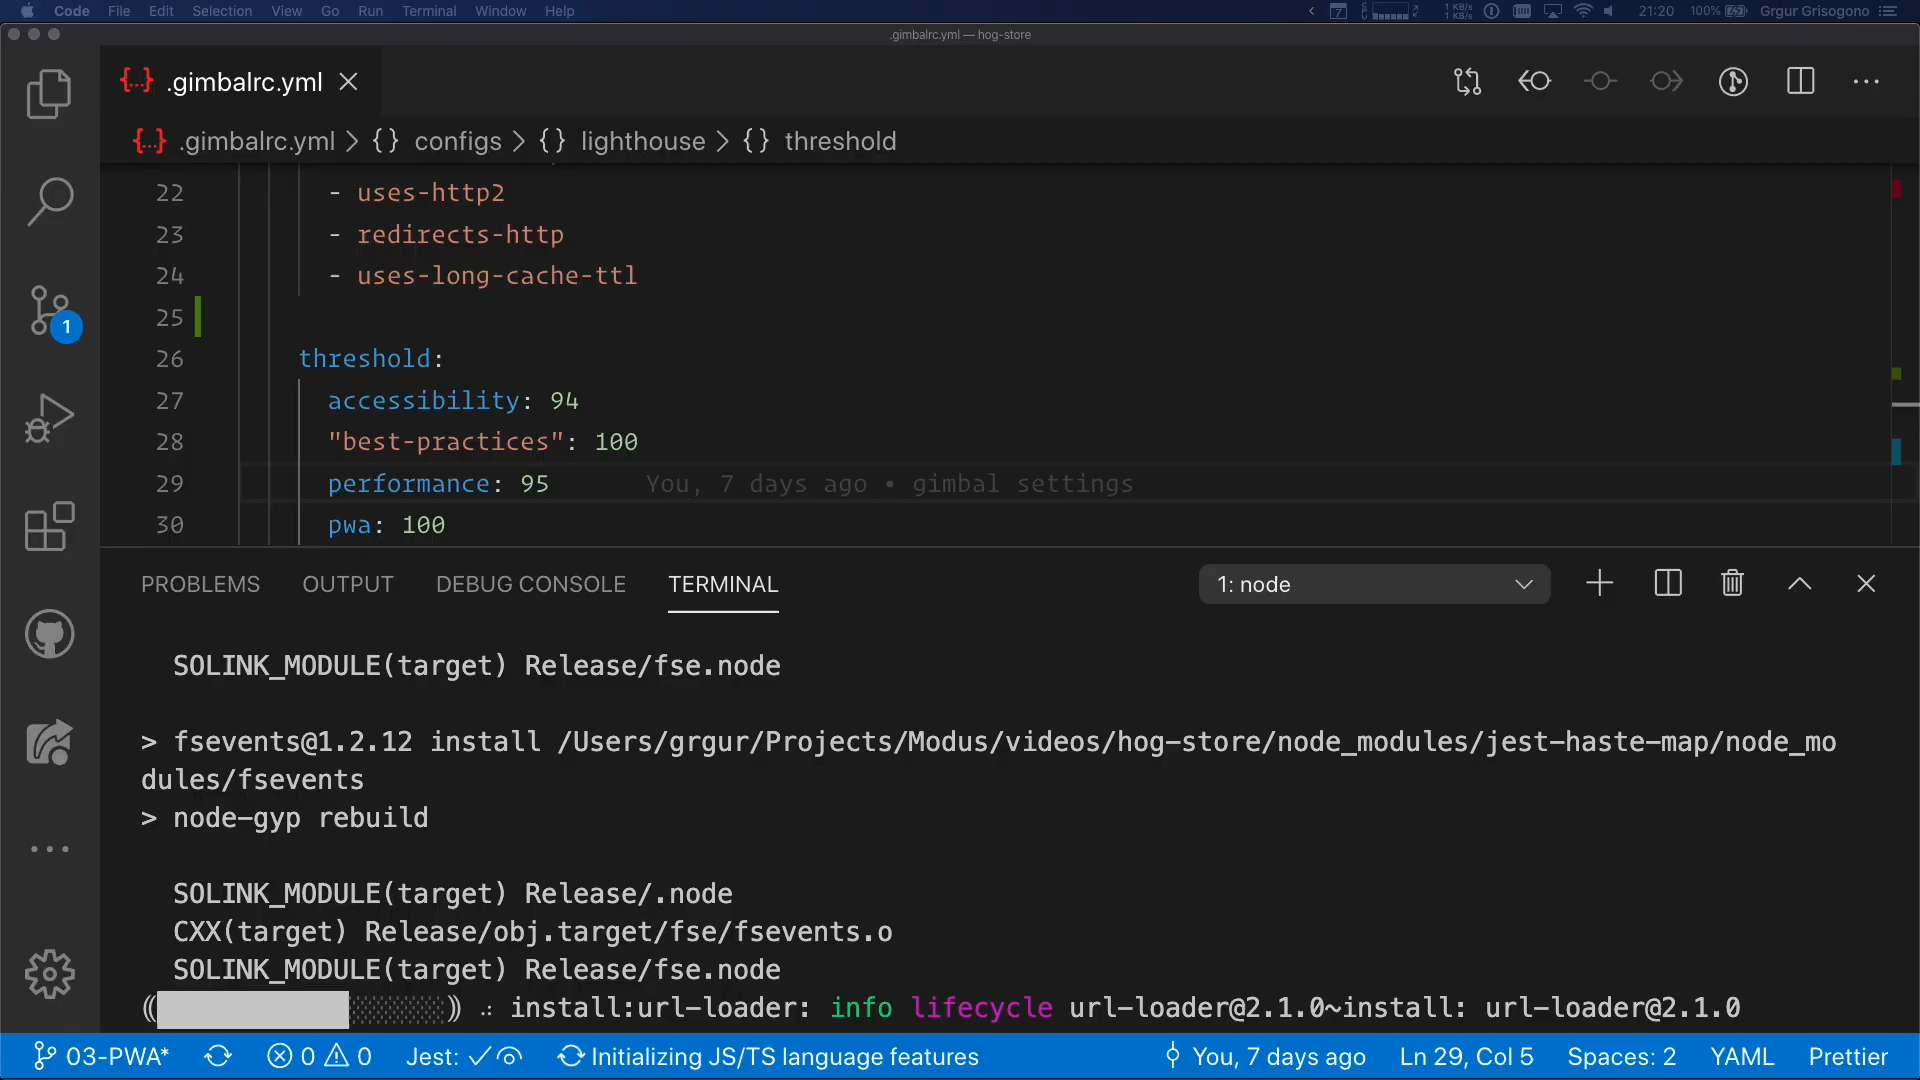 Code File Edit Selection View Go Run Terminal Window Help 7 1 KB/s 1 KB/s 21:20 100% Grgur Grisogono
.gimbalrc.yml — hog-store
{...} .gimbalrc.yml
{...} .gimbalrc.yml > {} configs > {} lighthouse > {} threshold
22 - uses-http2
23 - redirects-http
24 - uses-long-cache-ttl
25
26 threshold:
27 accessibility: 94
28 "best-practices": 100
29 performance: 95 You, 7 days ago • gimbal settings
30 pwa: 100
1
PROBLEMS OUTPUT DEBUG CONSOLE TERMINAL 1: node
SOLINK_MODULE(target) Release/fse.node
> fsevents@1.2.12 install /Users/grgur/Projects/Modus/videos/hog-store/node_modules/jest-haste-map/node_mo
dules/fsevents
> node-gyp rebuild
SOLINK_MODULE(target) Release/.node
CXX(target) Release/obj.target/fse/fsevents.o
SOLINK_MODULE(target) Release/fse.node
((██████░░░░░░)) ⠴ install:url-loader: info lifecycle url-loader@2.1.0~install: url-loader@2.1.0
03-PWA* 0 0 Jest: Initializing JS/TS language features You, 7 days ago Ln 29, Col 5 Spaces: 2 YAML Prettier